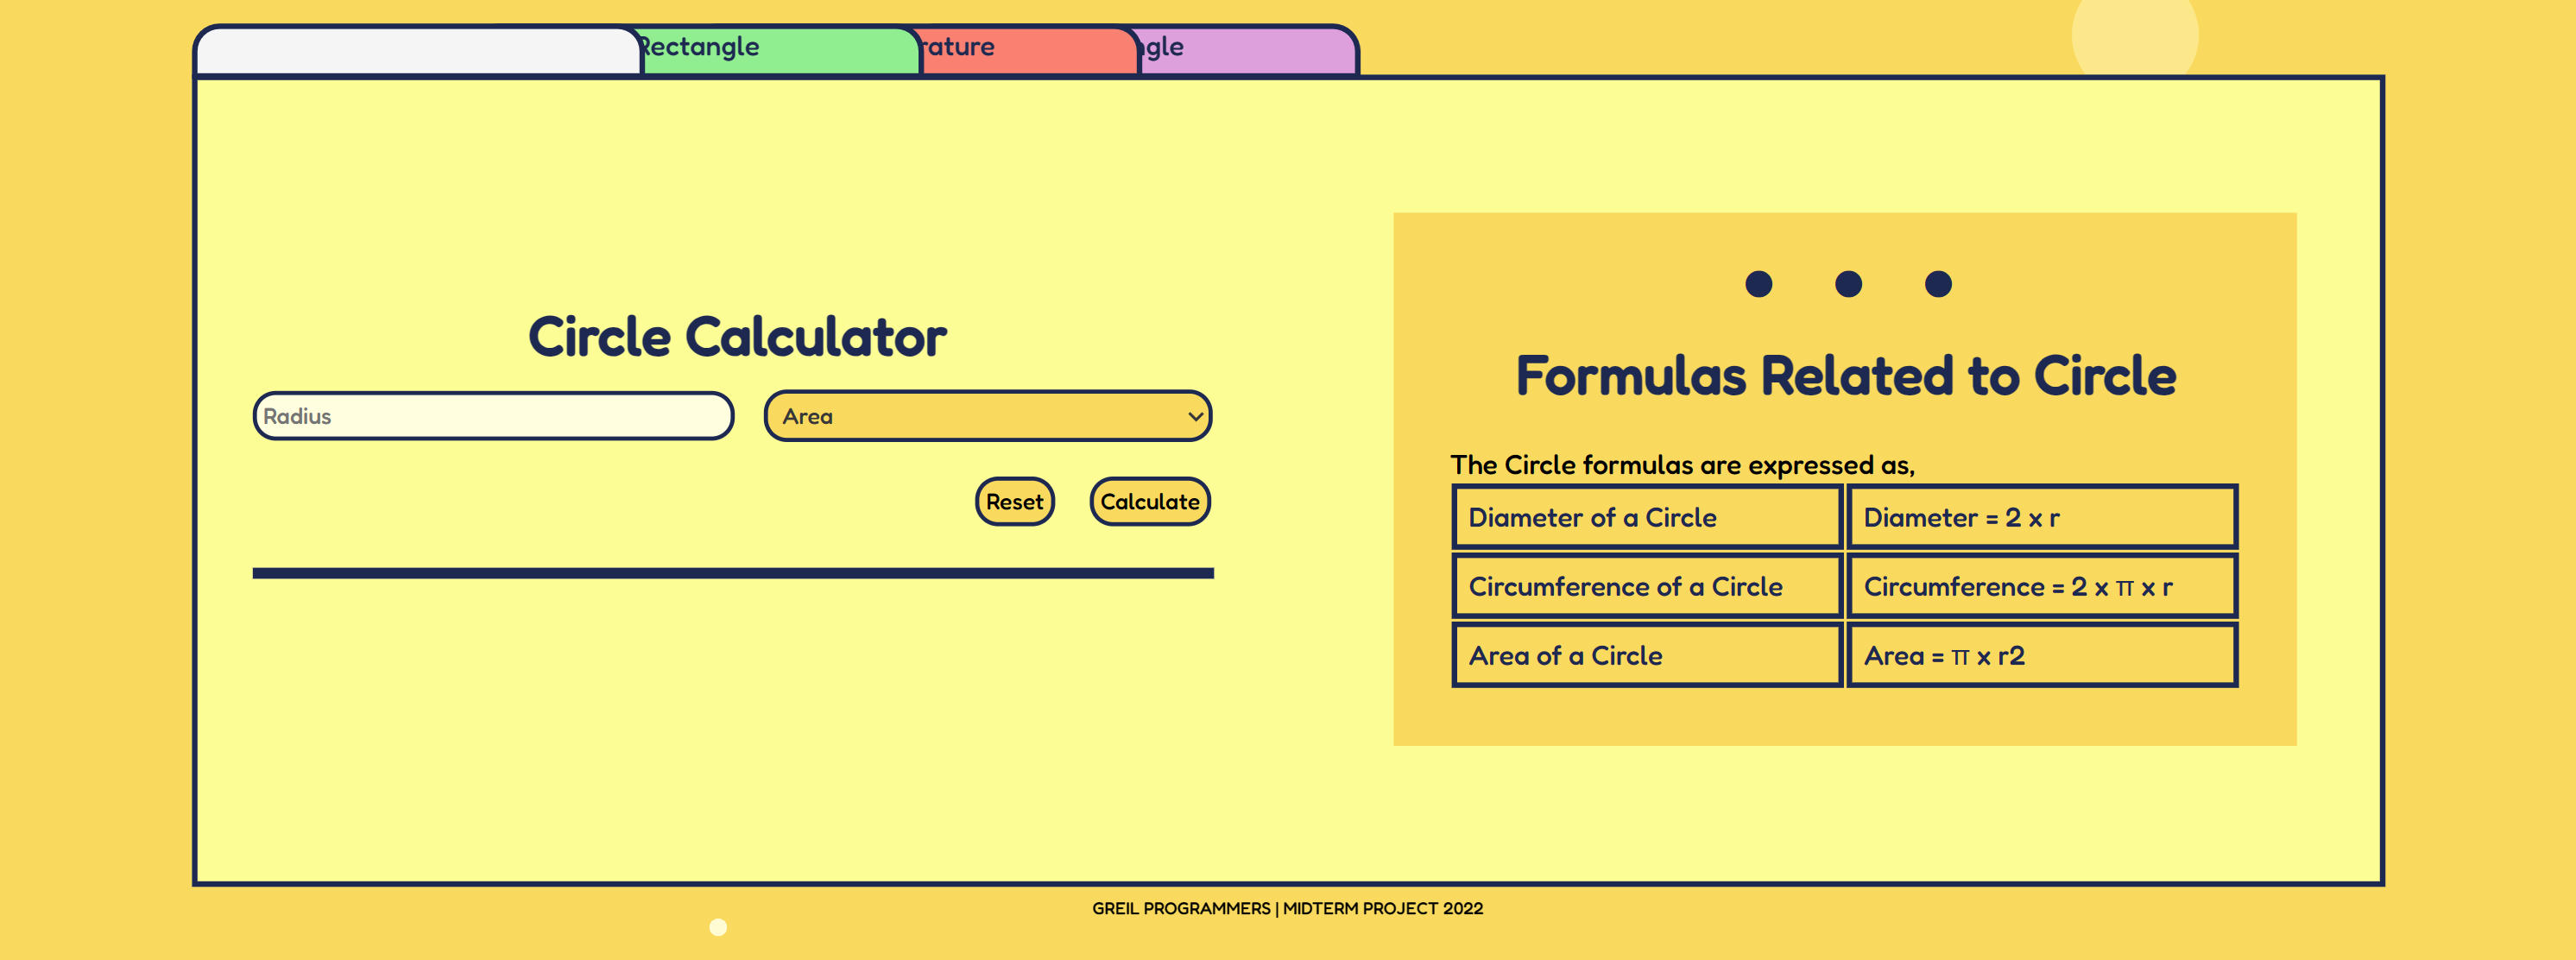 Rectangle
rature
ngle
Circle Calculator
Radius
Area
Reset
Calculate
Formulas Related to Circle
The Circle formulas are expressed as,
Diameter of a Circle
Diameter = 2 x r
Circumference of a Circle
Circumference = 2 x π x r
Area of a Circle
Area = π x r2
GREIL PROGRAMMERS | MIDTERM PROJECT 2022